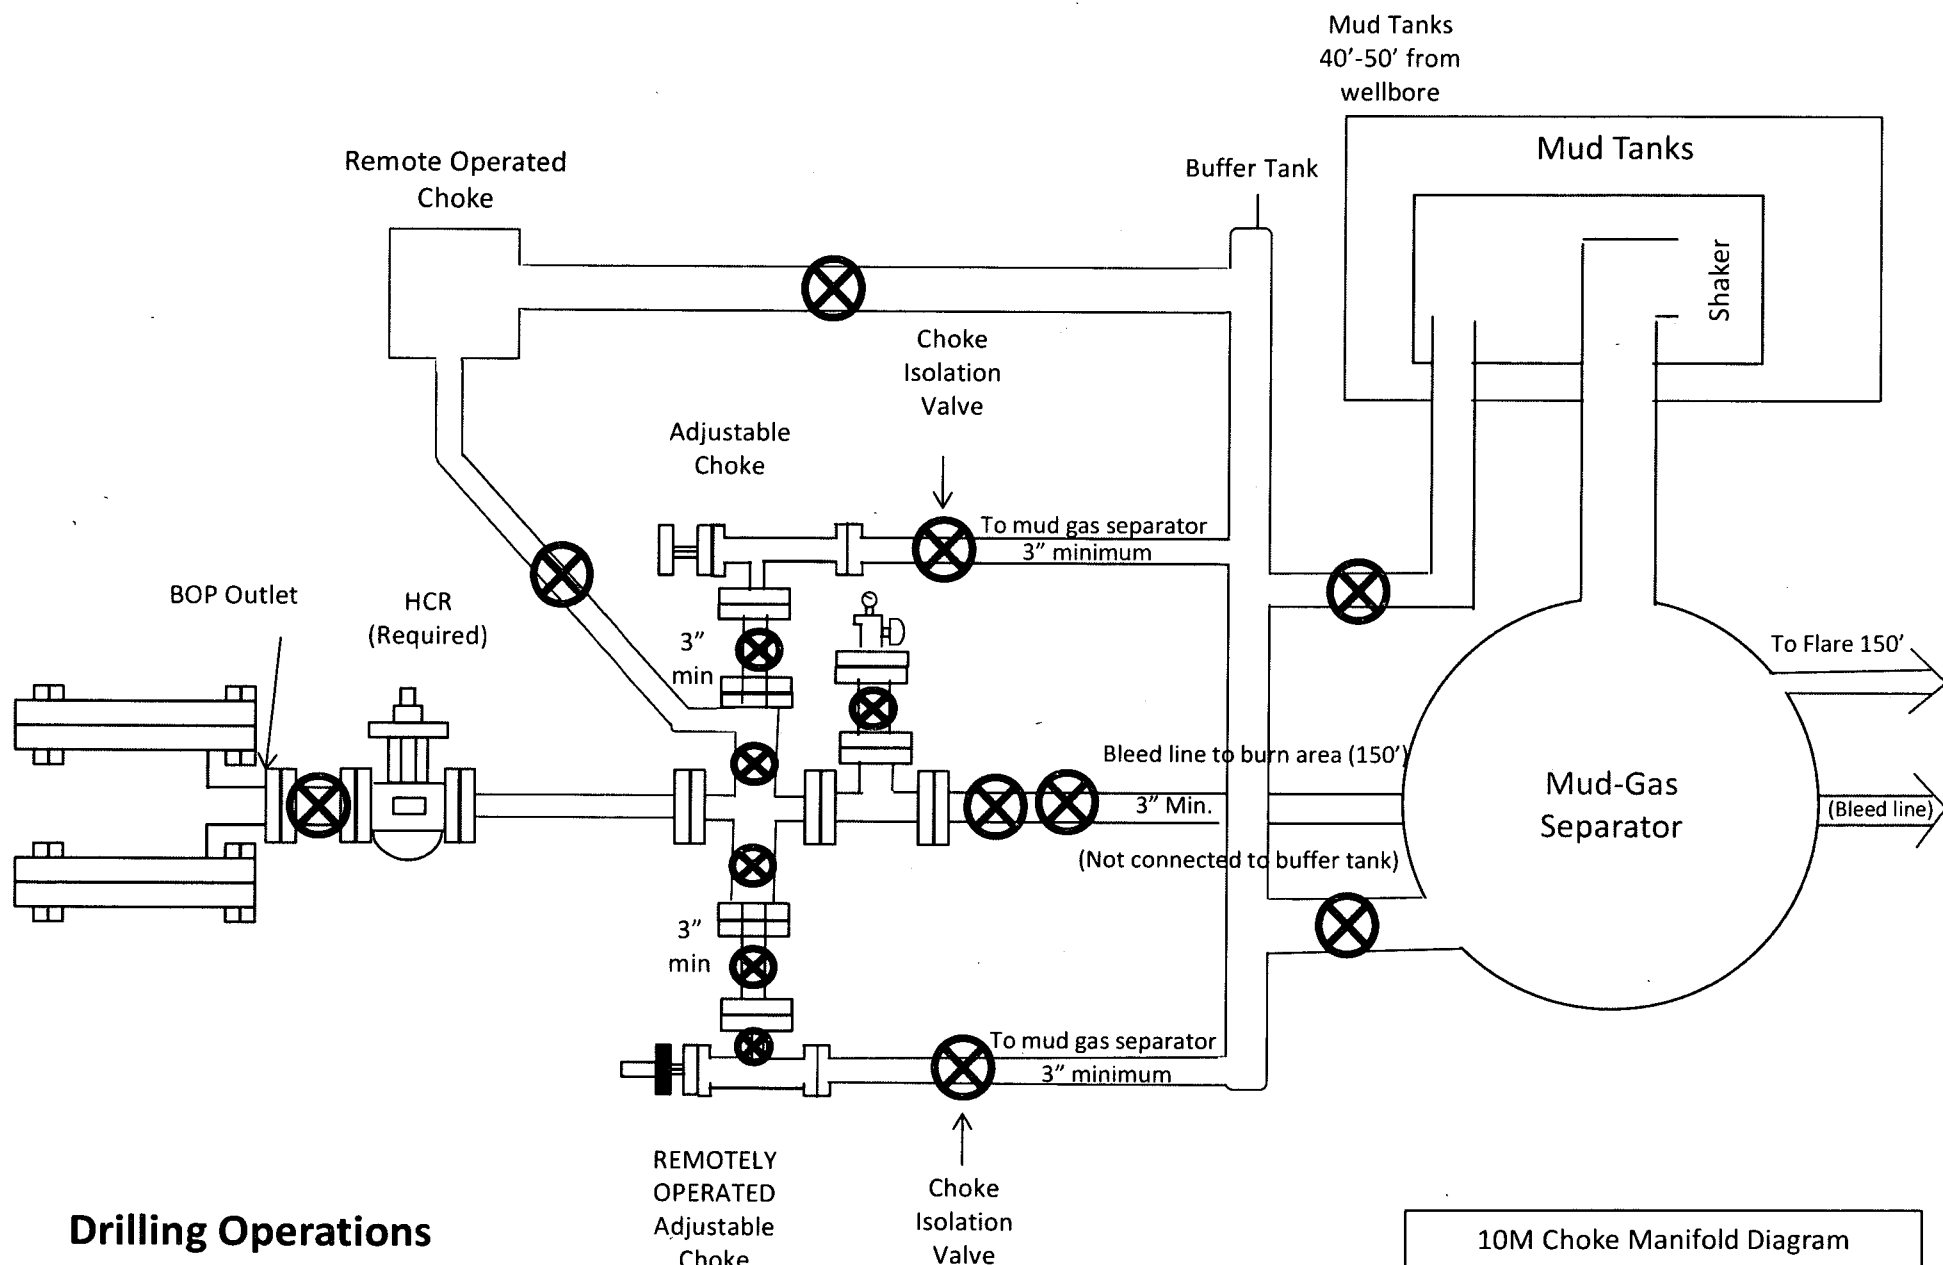 Mud Tanks
40’-50’ from
wellbore
Mud Tanks
Remote Operated
Choke
Buffer Tank
Shaker
Choke
Isolation
Valve
Adjustable
Choke
To mud gas separator
3” minimum
BOP Outlet
HCR
(Required)
3”
min
To Flare 150’
Bleed line to burn area (150’)
3” Min.
(Not connected to buffer tank)
Mud-Gas
Separator
(Bleed line)
3”
min
To mud gas separator
3” minimum
REMOTELY
OPERATED
Adjustable
Choke
Choke
Isolation
Valve
Drilling Operations
10M Choke Manifold Diagram